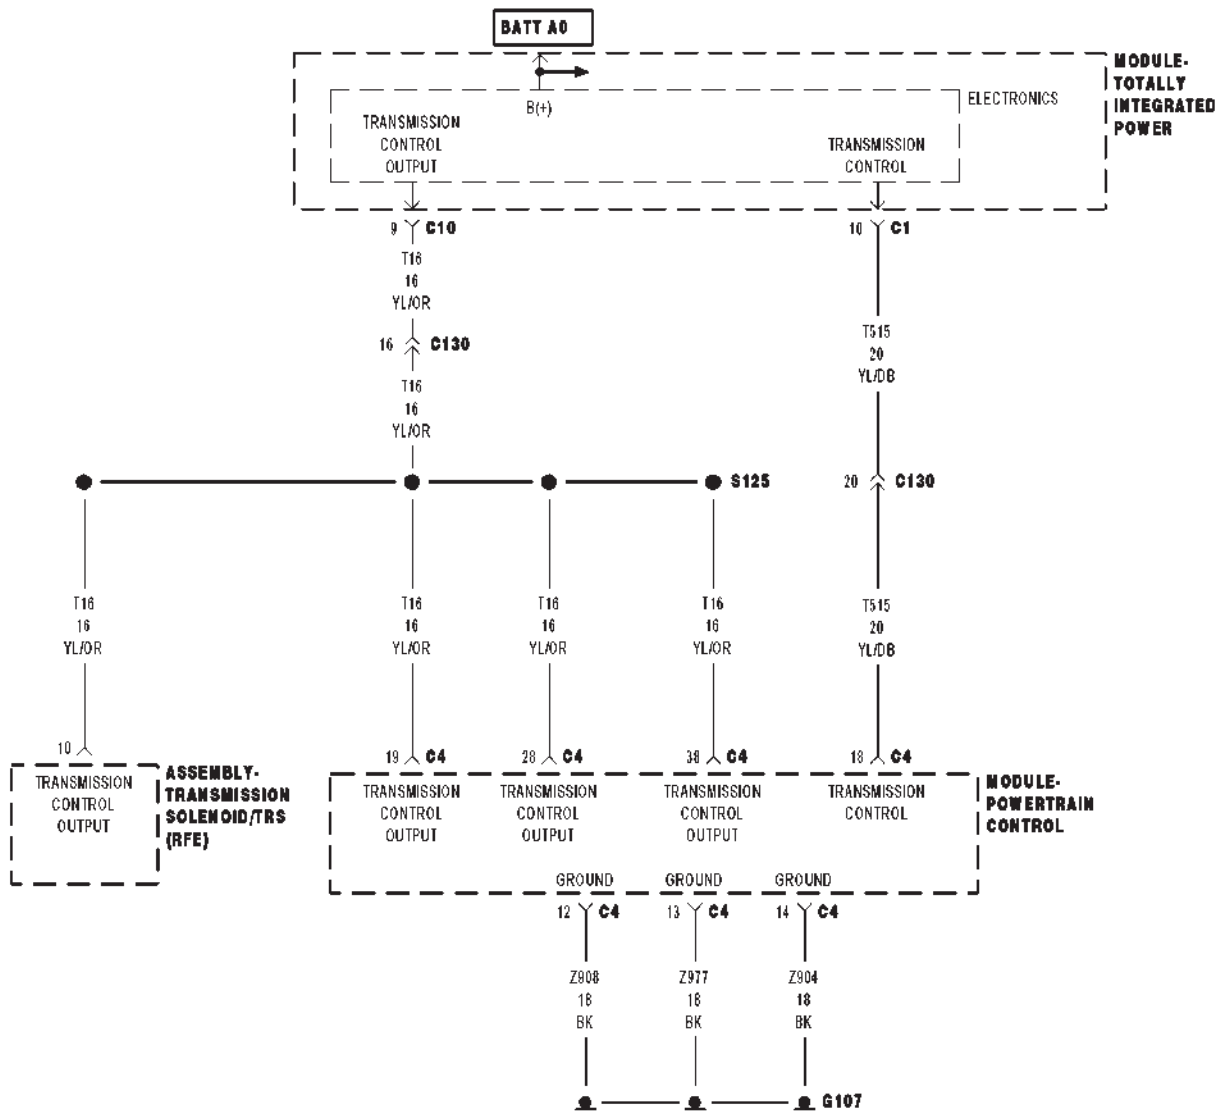 BATT A0
MODULE-
TOTALLY
INTEGRATED
POWER
ELECTRONICS
B(+)
TRANSMISSION
CONTROL
OUTPUT
TRANSMISSION
CONTROL
9 C10
10 C1
T16
16
YL/OR
T515
20
YL/DB
16 C130
T16
16
YL/OR
S125
20 C130
T16
16
YL/OR
T16
16
YL/OR
T16
16
YL/OR
T16
16
YL/OR
T515
20
YL/DB
10
19 C4
28 C4
38 C4
18 C4
TRANSMISSION
CONTROL
OUTPUT
ASSEMBLY-
TRANSMISSION
SOLENOID/TRS
(RFE)
TRANSMISSION
CONTROL
OUTPUT
TRANSMISSION
CONTROL
OUTPUT
TRANSMISSION
CONTROL
OUTPUT
TRANSMISSION
CONTROL
MODULE-
POWERTRAIN
CONTROL
GROUND
GROUND
GROUND
12 C4
13 C4
14 C4
Z908
18
BK
Z977
18
BK
Z904
18
BK
G107